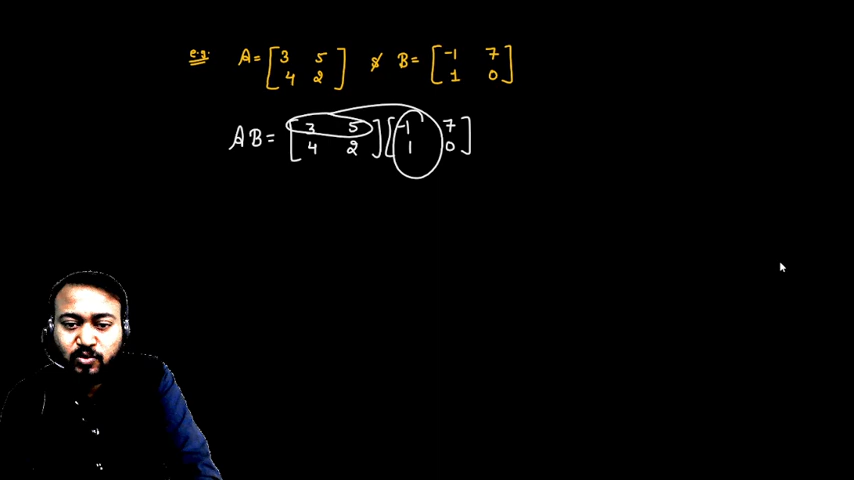 e.g. A = [3 5 & B = [-1 7
4 2] 1 0]
AB = [3 5] [-1 7]
4 2 1 0